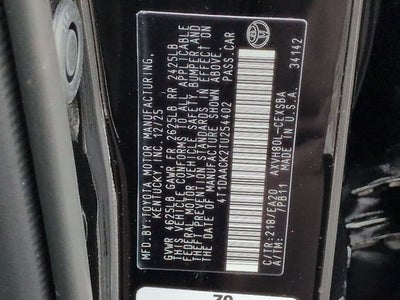 MFD.BY:TOYOTA MOTOR MANUFACTURING,
KENTUCKY, INC. 12/25
GVWR 4625LB GAWR FR 2625LB RR 2425LB
THIS VEHICLE CONFORMS TO ALL APPLICABLE
FEDERAL MOTOR VEHICLE SAFETY, BUMPER, AND
THEFT PREVENTION STANDARDS IN EFFECT ON
THE DATE OF MANUFACTURE SHOWN ABOVE.
4T1DAACK2TU254402 PASS.CAR
C/TR: 218/EA20 AXVH80L-CEXSBA
A/TM: /PB11 MADE IN U.S.A. 34142